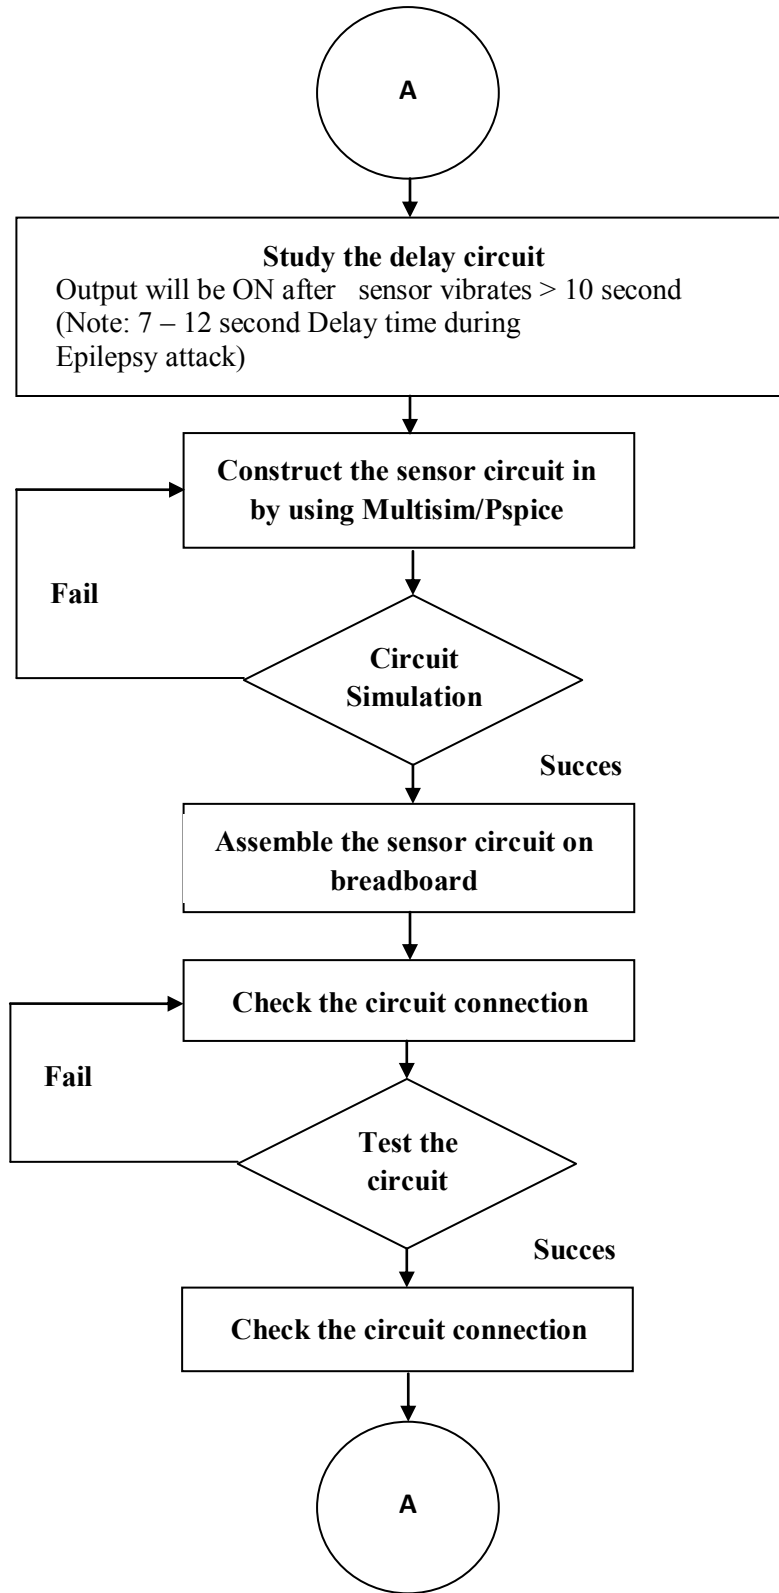 A
Study the delay circuit
Output will be ON after sensor vibrates > 10 second
(Note: 7 – 12 second Delay time during
Epilepsy attack)
Construct the sensor circuit in
by using Multisim/Pspice
Fail
Circuit
Simulation
Succes
Assemble the sensor circuit on
breadboard
Check the circuit connection
Fail
Test the
circuit
Succes
Check the circuit connection
A